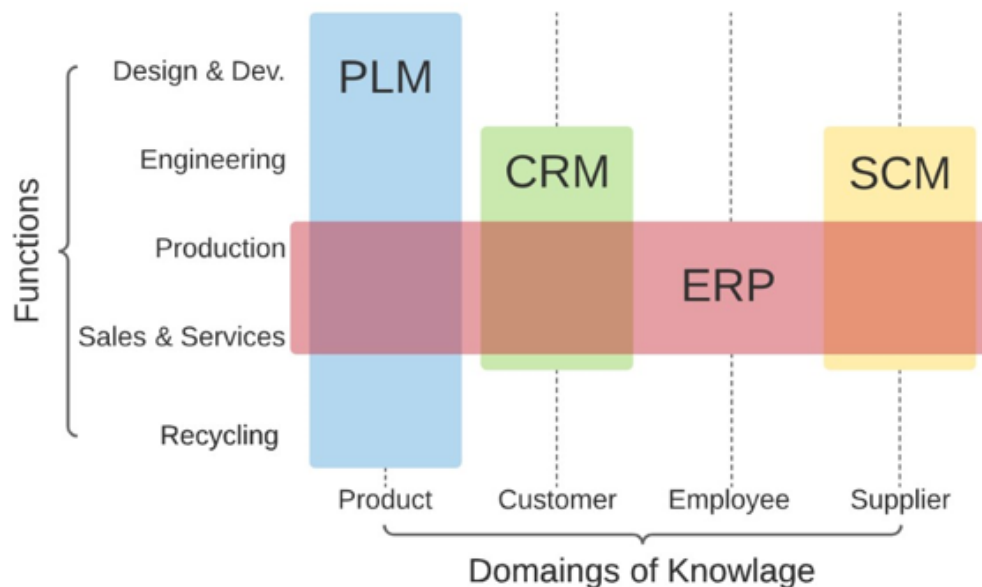 Functions
Design & Dev.
Engineering
Production
Sales & Services
Recycling
PLM
CRM
SCM
ERP
Product
Customer
Employee
Supplier
Domaings of Knowlage